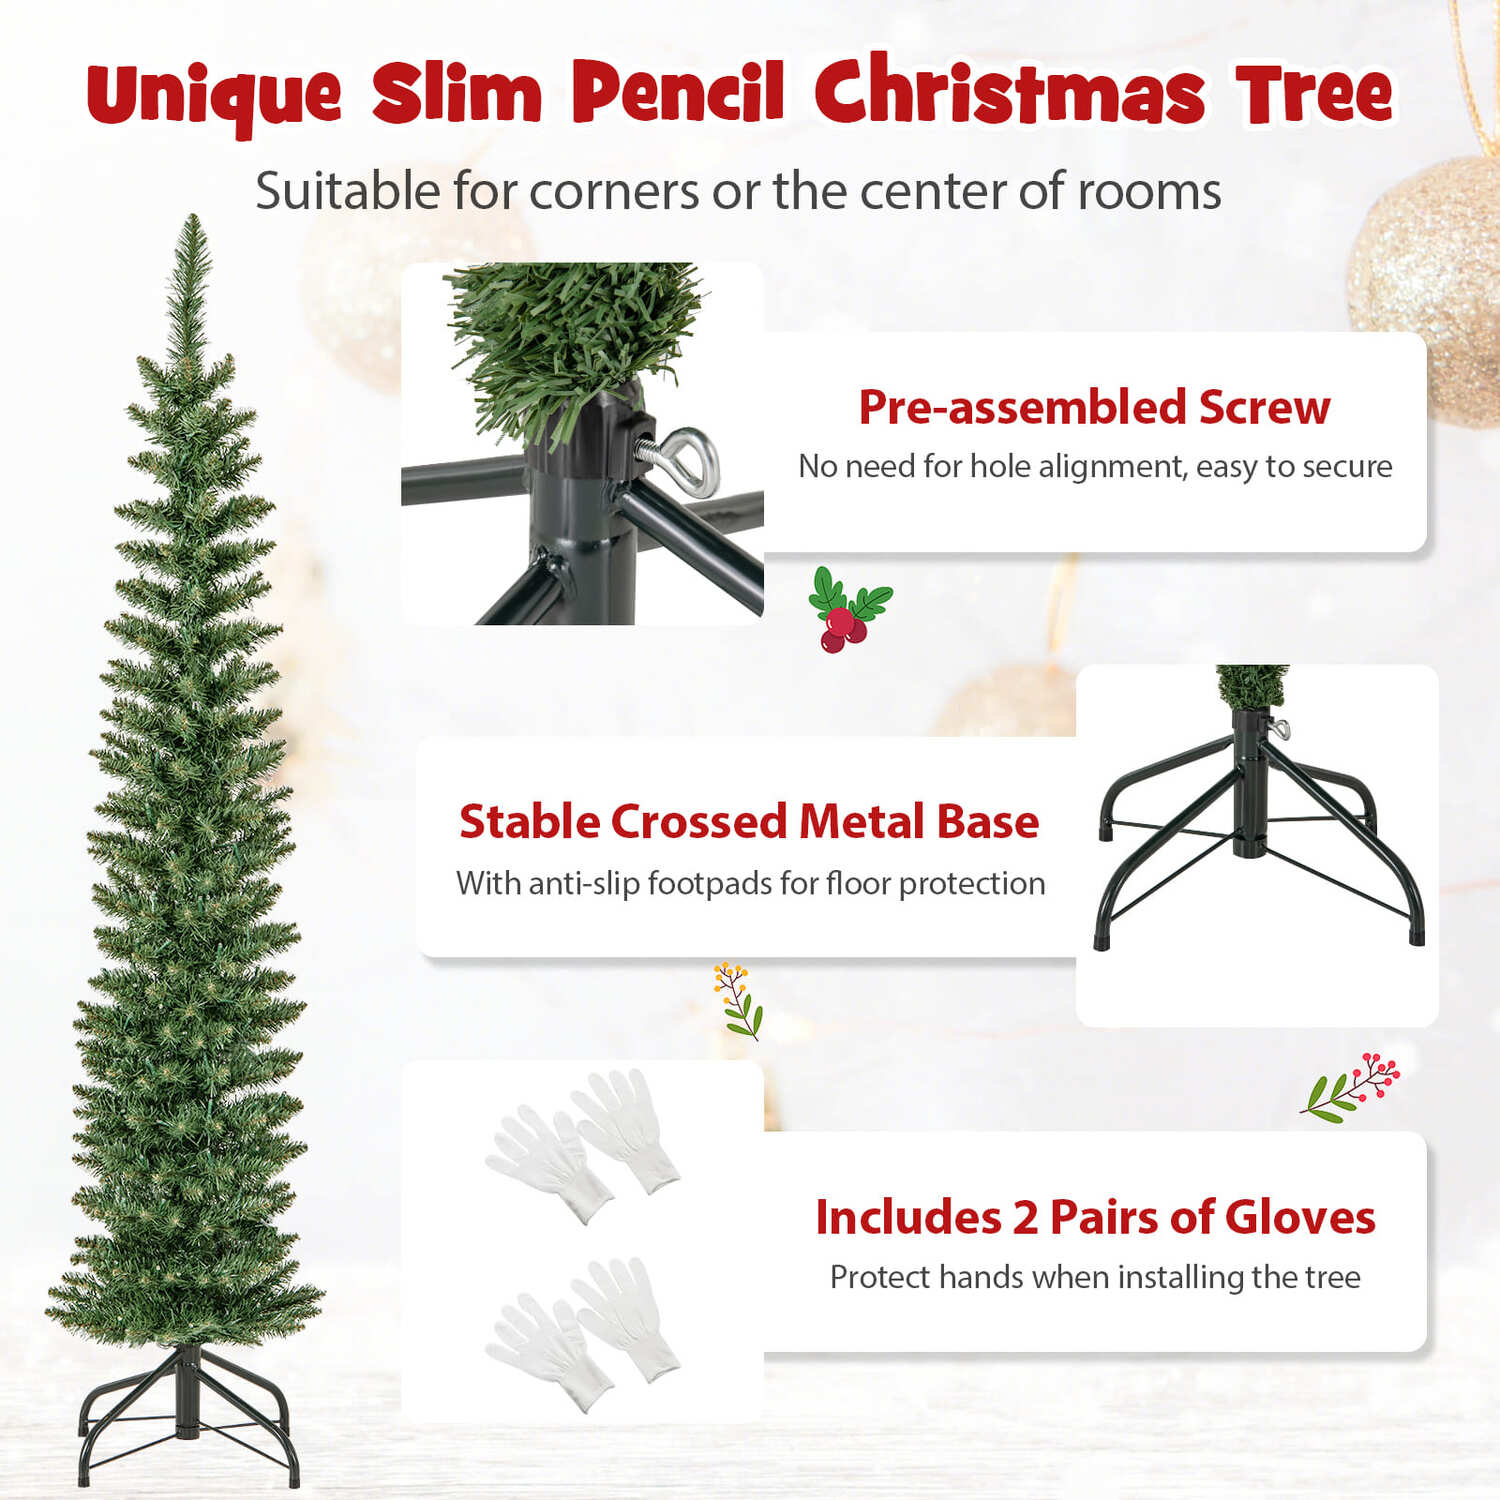 Unique Slim Pencil Christmas Tree
Suitable for corners or the center of rooms
Pre-assembled Screw
No need for hole alignment, easy to secure
Stable Crossed Metal Base
With anti-slip footpads for floor protection
Includes 2 Pairs of Gloves
Protect hands when installing the tree